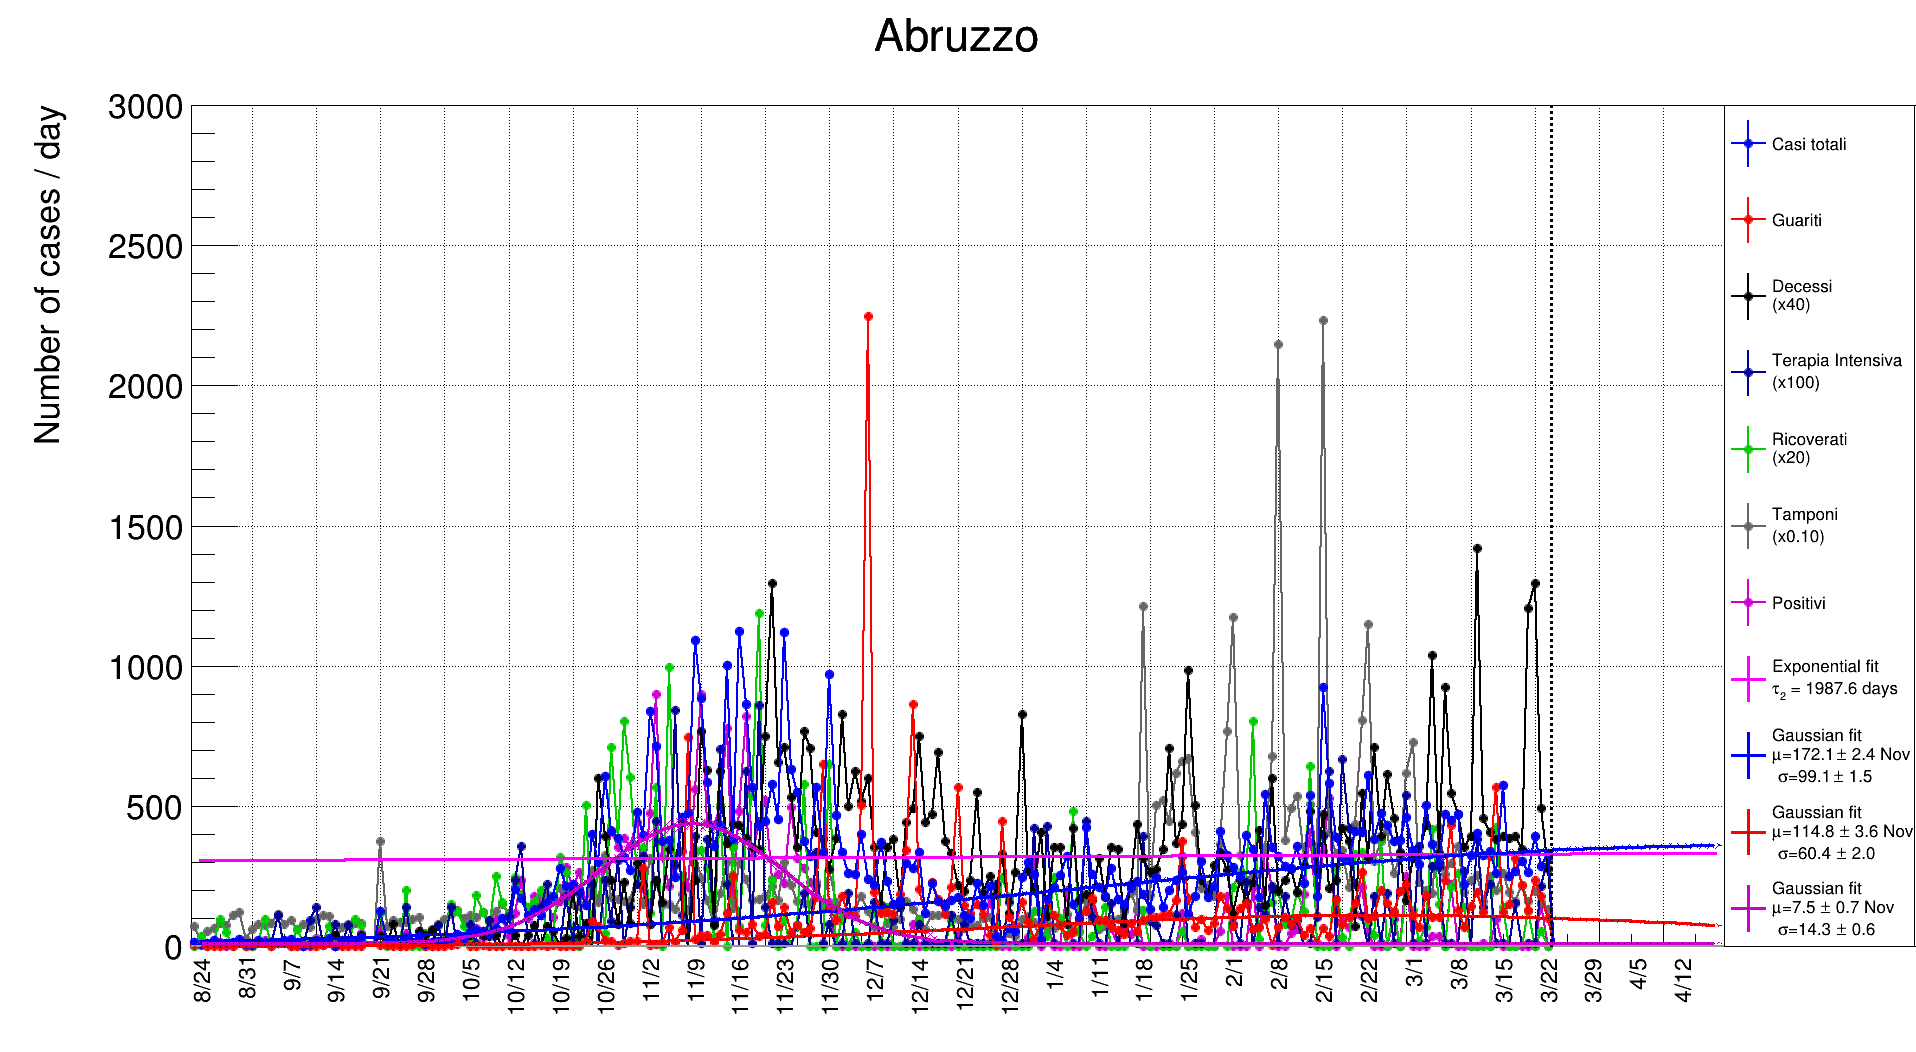 Abruzzo
Number of cases / day
3000
2500
2000
1500
1000
500
0
8/24 8/31 9/7 9/14 9/21 9/28 10/5 10/12 10/19 10/26 11/2 11/9 11/16 11/23 11/30 12/7 12/14 12/21 12/28 1/4 1/11 1/18 1/25 2/1 2/8 2/15 2/22 3/1 3/8 3/15 3/22 3/29 4/5 4/12
Casi totali
Guariti
Decessi
(x40)
Terapia Intensiva
(x100)
Ricoverati
(x20)
Tamponi
(x0.10)
Positivi
Exponential fit
τ2 = 1987.6 days
Gaussian fit
μ=172.1 ± 2.4 Nov
σ=99.1 ± 1.5
Gaussian fit
μ=114.8 ± 3.6 Nov
σ=60.4 ± 2.0
Gaussian fit
μ=7.5 ± 0.7 Nov
σ=14.3 ± 0.6